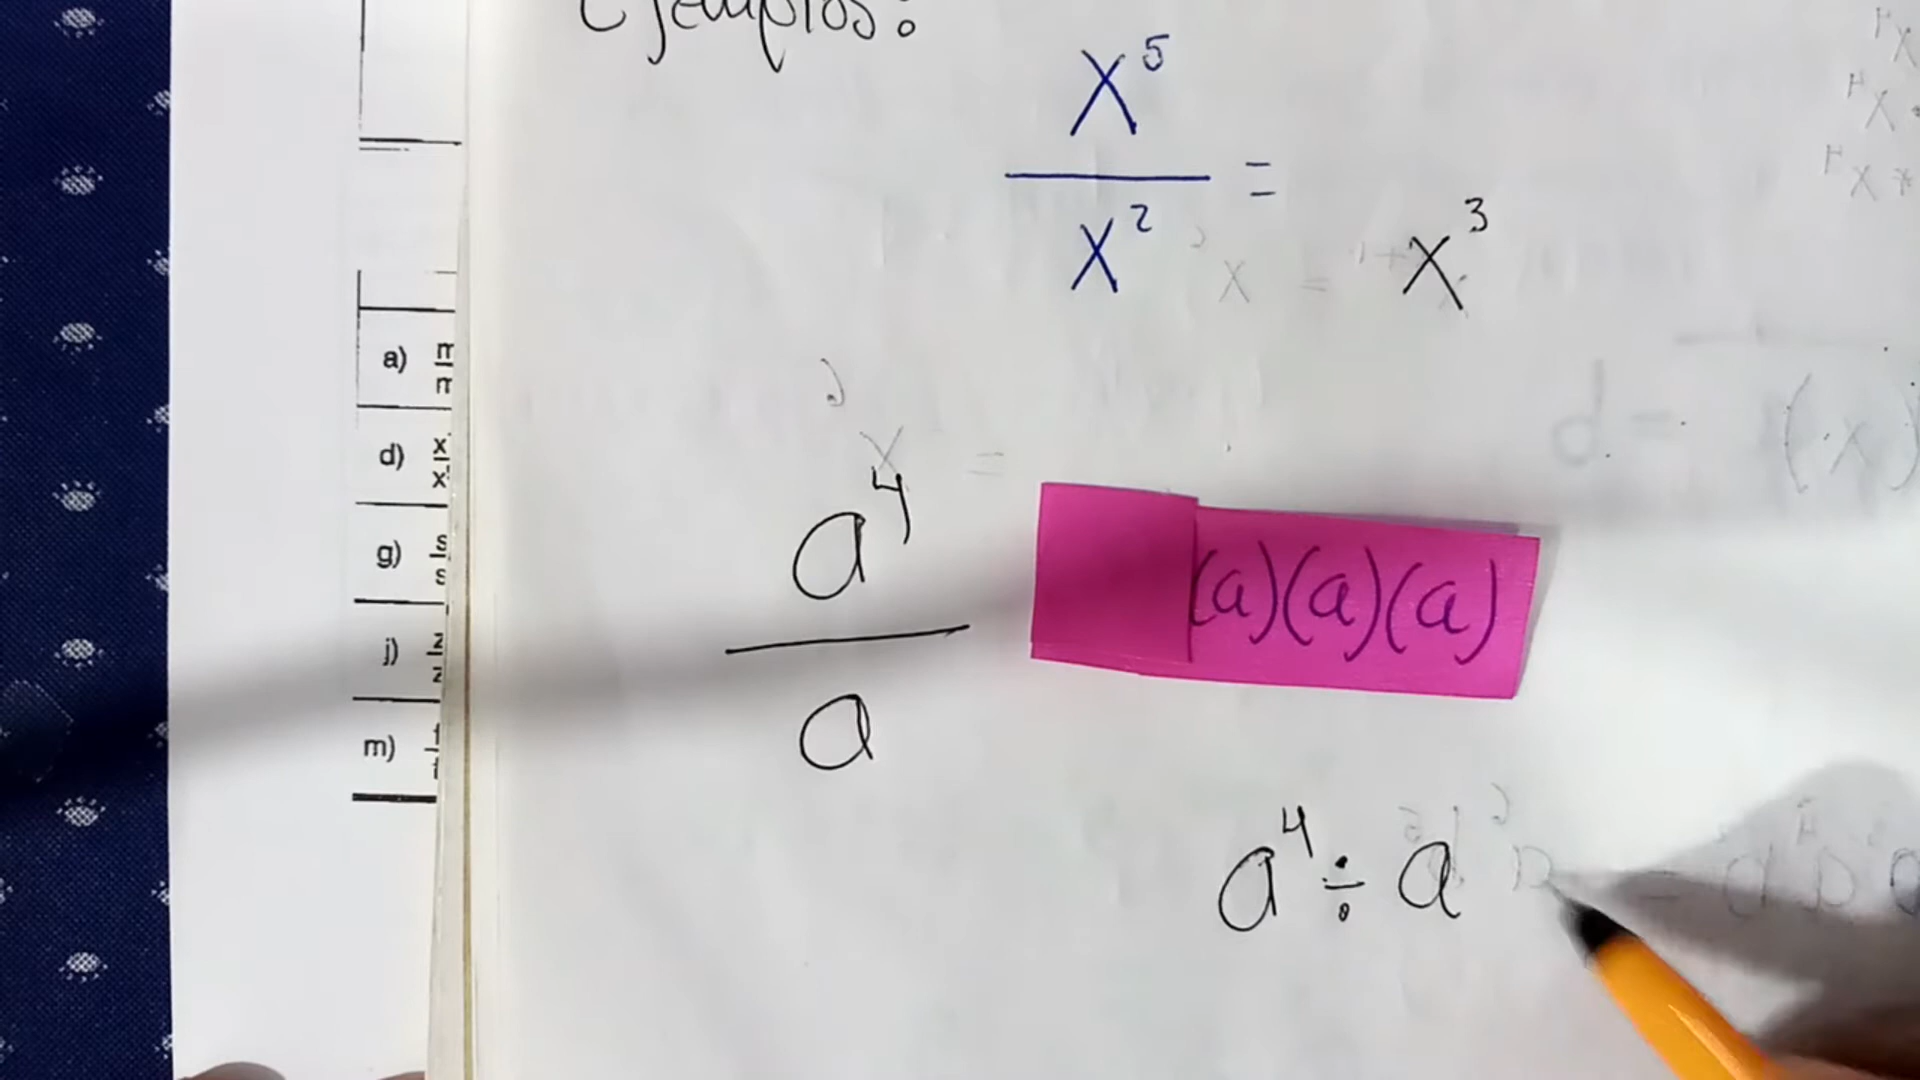 Ejemplos:
x⁵
—
x²
=
x³
a) m
m
d) x
x
g) s
s
j) z
z
m)
a⁴
—
a
(a)(a)(a)
a⁴ ÷ a